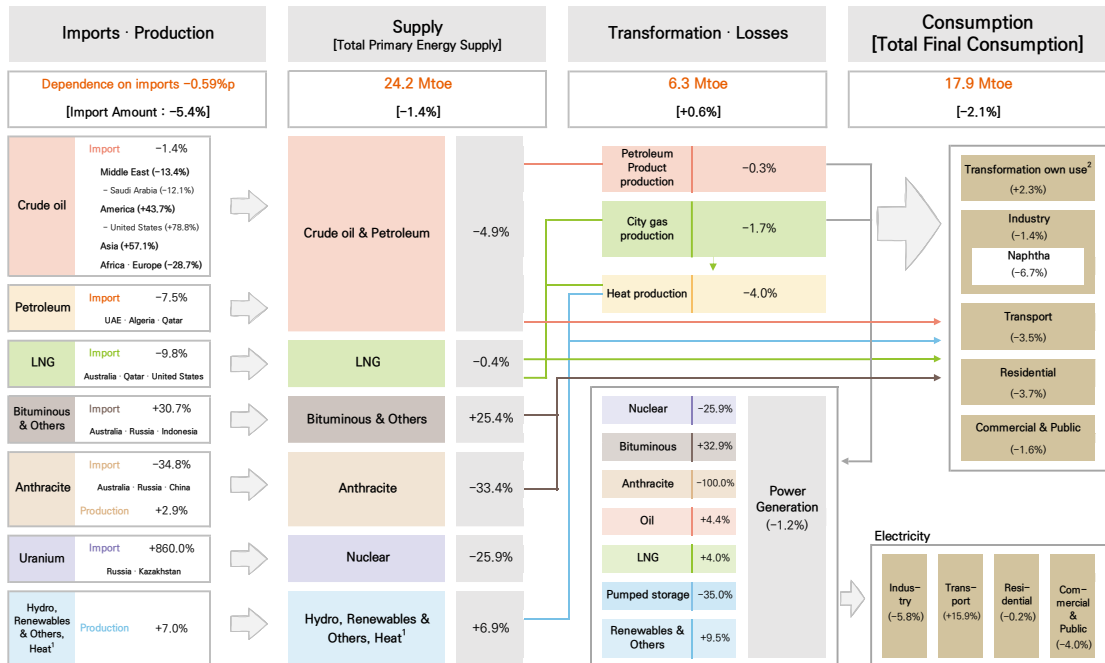 Imports · Production
Supply
[Total Primary Energy Supply]
Transformation · Losses
Consumption
[Total Final Consumption]
Dependence on imports −0.59%p
[Import Amount : −5.4%]
24.2 Mtoe
[−1.4%]
6.3 Mtoe
[+0.6%]
17.9 Mtoe
[−2.1%]
Crude oil
Import −1.4%
Middle East (−13.4%)
− Saudi Arabia (−12.1%)
America (+43.7%)
− United States (+78.8%)
Asia (+57.1%)
Africa · Europe (−28.7%)
Petroleum
Import −7.5%
UAE · Algeria · Qatar
LNG
Import −9.8%
Australia · Qatar · United States
Bituminous
& Others
Import +30.7%
Australia · Russia · Indonesia
Anthracite
Import −34.8%
Australia · Russia · China
Production +2.9%
Uranium
Import +860.0%
Russia · Kazakhstan
Hydro,
Renewables
& Others,
Heat¹
Production +7.0%
Crude oil & Petroleum −4.9%
LNG −0.4%
Bituminous & Others +25.4%
Anthracite −33.4%
Nuclear −25.9%
Hydro, Renewables &
Others, Heat¹
+6.9%
Petroleum
Product
production
−0.3%
City gas
production
−1.7%
Heat production −4.0%
Nuclear −25.9%
Bituminous +32.9%
Anthracite −100.0%
Oil +4.4%
LNG +4.0%
Pumped storage −35.0%
Renewables &
Others
+9.5%
Power
Generation
(−1.2%)
Transformation own use²
(+2.3%)
Industry
(−1.4%)
Naphtha
(−6.7%)
Transport
(−3.5%)
Residential
(−3.7%)
Commercial & Public
(−1.6%)
Electricity
Indus−
try
(−5.8%)
Trans−
port
(+15.9%)
Resi−
dential
(−0.2%)
Com−
mercial
&
Public
(−4.0%)